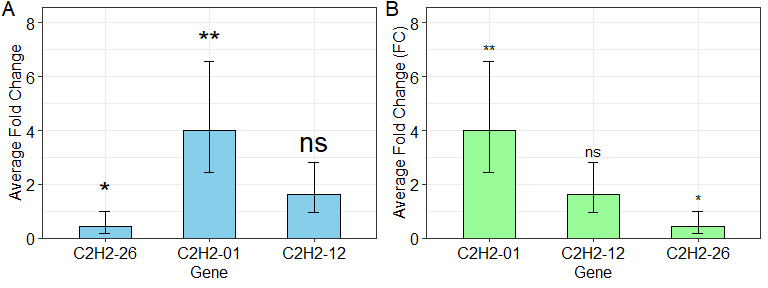 A
Average Fold Change
8
6
4
2
0
*
**
ns
C2H2-26 C2H2-01 C2H2-12
Gene
B
Average Fold Change (FC)
8
6
4
2
0
**
ns
*
C2H2-01 C2H2-12 C2H2-26
Gene